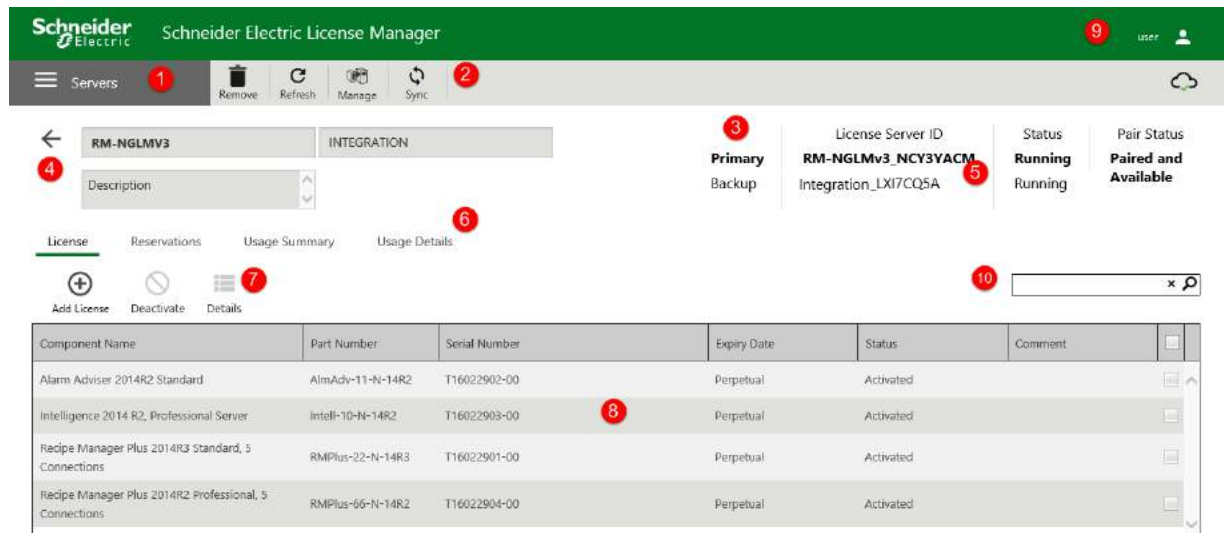 Schneider Electric
Schneider Electric License Manager
9
user
Servers
1
Remove
Refresh
Manage
Sync
2
RM-NGLMV3
INTEGRATION
4
Description
3
Primary
Backup
License Server ID
RM-NGLMv3_NCY3YACM
Integration_LXI7CQ5A
5
Status
Running
Running
Pair Status
Paired and
Available
6
License
Reservations
Usage Summary
Usage Details
Add License
Deactivate
Details
7
10
Component Name Part Number Serial Number Expiry Date Status Comment
Alarm Adviser 2014R2 Standard AlmAdv-11-N-14R2 T16022902-00 Perpetual Activated
Intelligence 2014 R2, Professional Server Intell-10-N-14R2 T16022903-00 8 Perpetual Activated
Recipe Manager Plus 2014R3 Standard, 5
Connections
RMPlus-22-N-14R3 T16022901-00 Perpetual Activated
Recipe Manager Plus 2014R2 Professional, 5
Connections
RMPlus-66-N-14R2 T16022904-00 Perpetual Activated